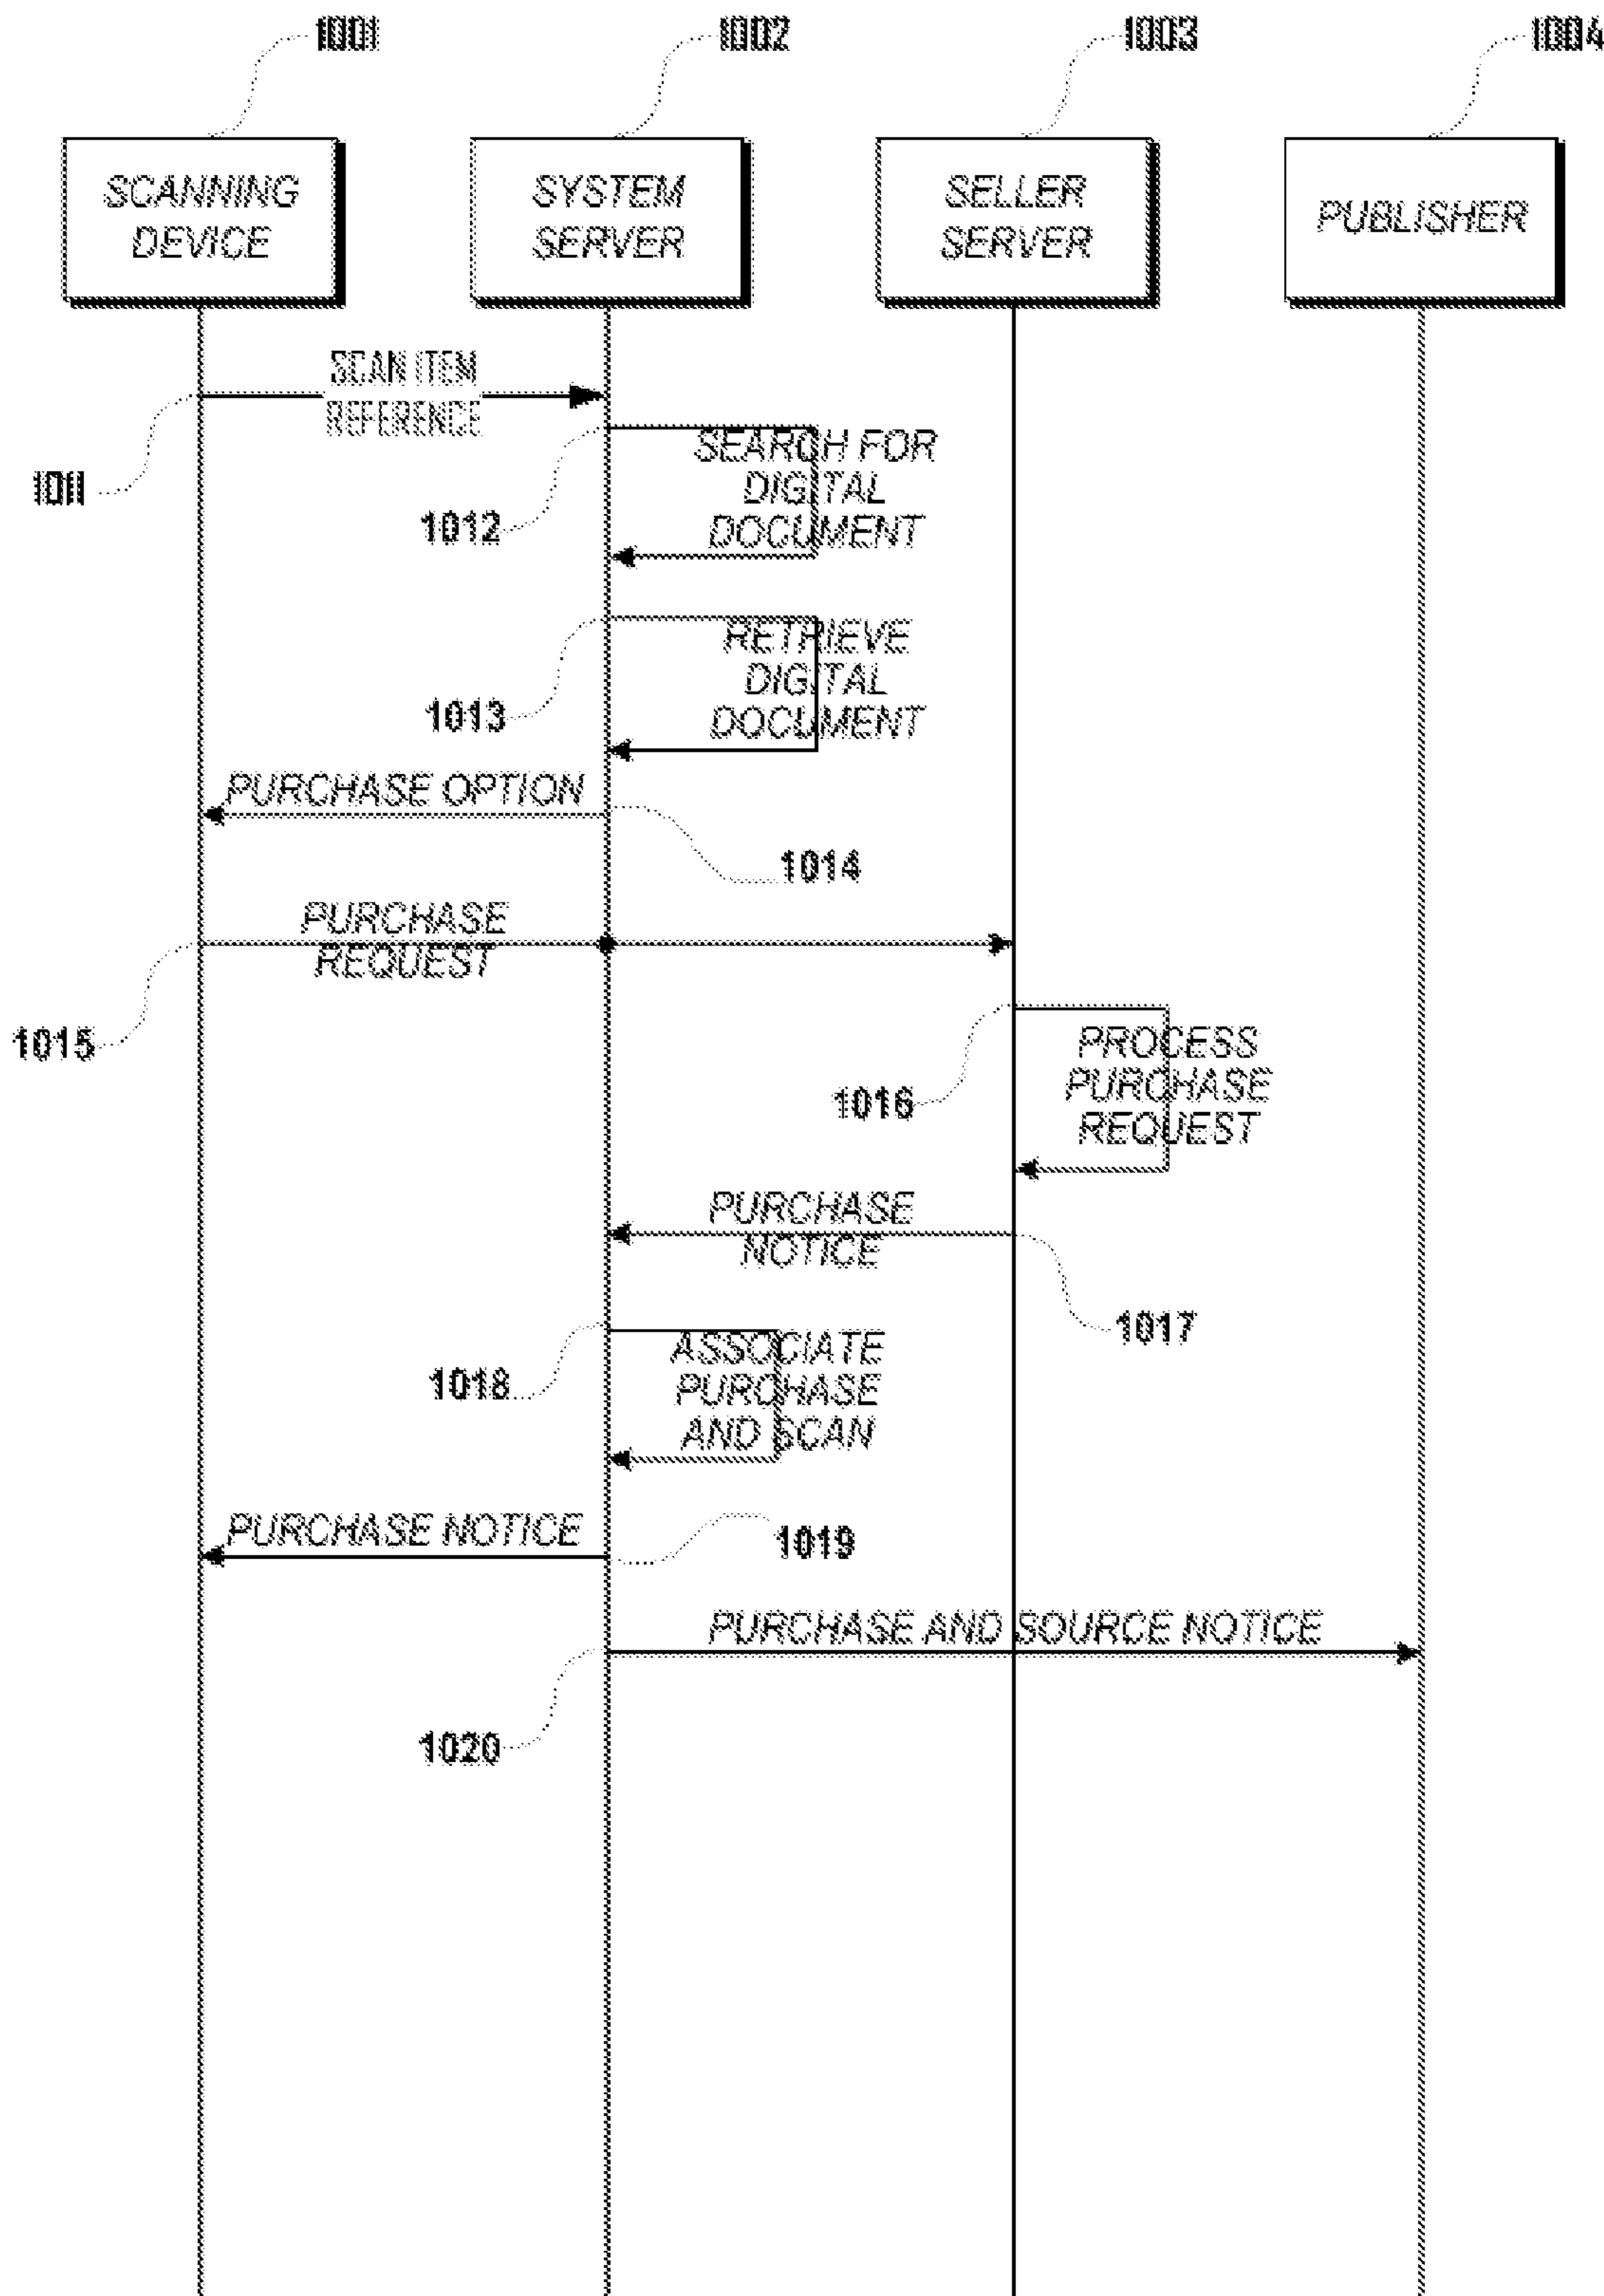 1001
1002
1003
1004
SCANNING
DEVICE
SYSTEM
SERVER
SELLER
SERVER
PUBLISHER
SCAN ITEM
REFERENCE
1011
SEARCH FOR
DIGITAL
DOCUMENT
1012
RETRIEVE
DIGITAL
DOCUMENT
1013
PURCHASE OPTION
1014
PURCHASE
REQUEST
1015
PROCESS
PURCHASE
REQUEST
1016
PURCHASE
NOTICE
1017
ASSOCIATE
PURCHASE
AND SCAN
1018
PURCHASE NOTICE
1019
PURCHASE AND SOURCE NOTICE
1020